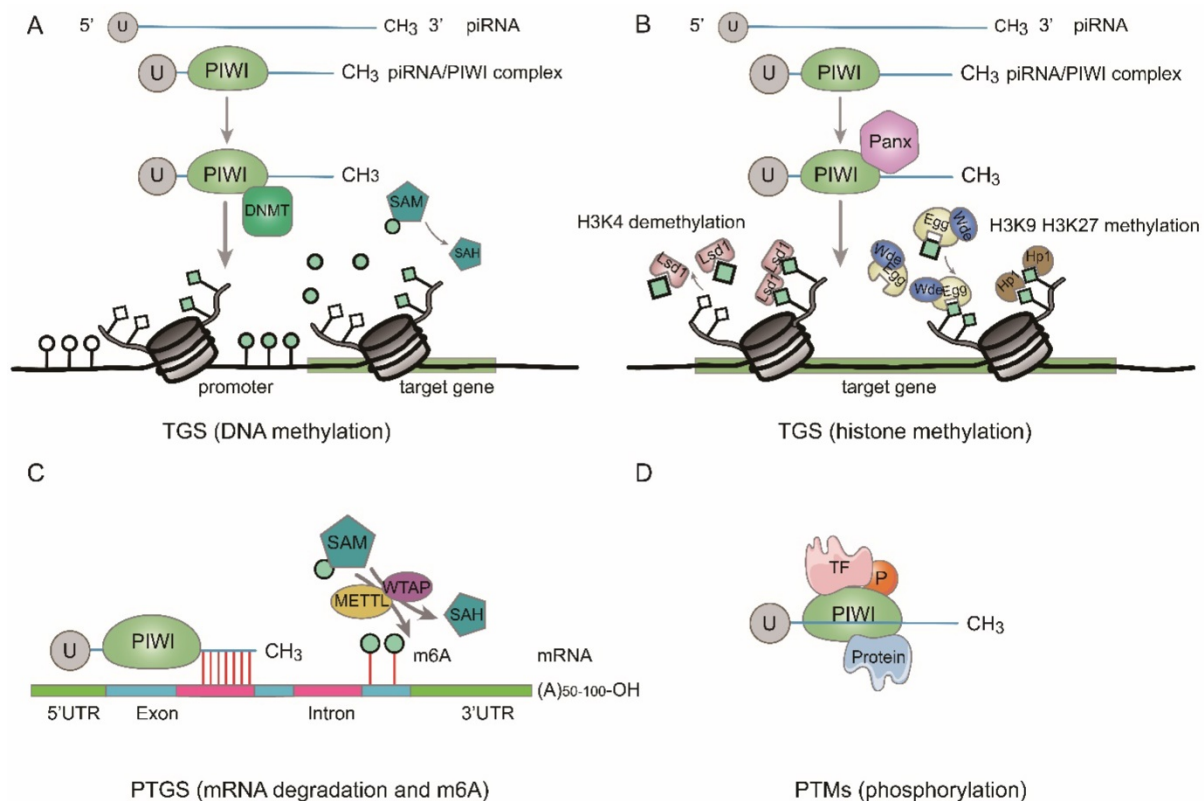 A
5' U CH3 3' piRNA
U PIWI CH3 piRNA/PIWI complex
U PIWI CH3
DNMT
SAM
SAH
promoter target gene
TGS (DNA methylation)
B
5' U CH3 3' piRNA
U PIWI CH3 piRNA/PIWI complex
Panx
U PIWI CH3
H3K4 demethylation
H3K9 H3K27 methylation
Lsd1 Lsd1 Lsd1 Lsd1
Egg Wde
Wde Egg
Wde Egg
Hp1 Hp1
target gene
TGS (histone methylation)
C
SAM
METTL WTAP
SAH
U PIWI CH3
m6A
mRNA
(A)50-100-OH
5'UTR Exon Intron 3'UTR
PTGS (mRNA degradation and m6A)
D
TF P
U PIWI CH3
Protein
PTMs (phosphorylation)